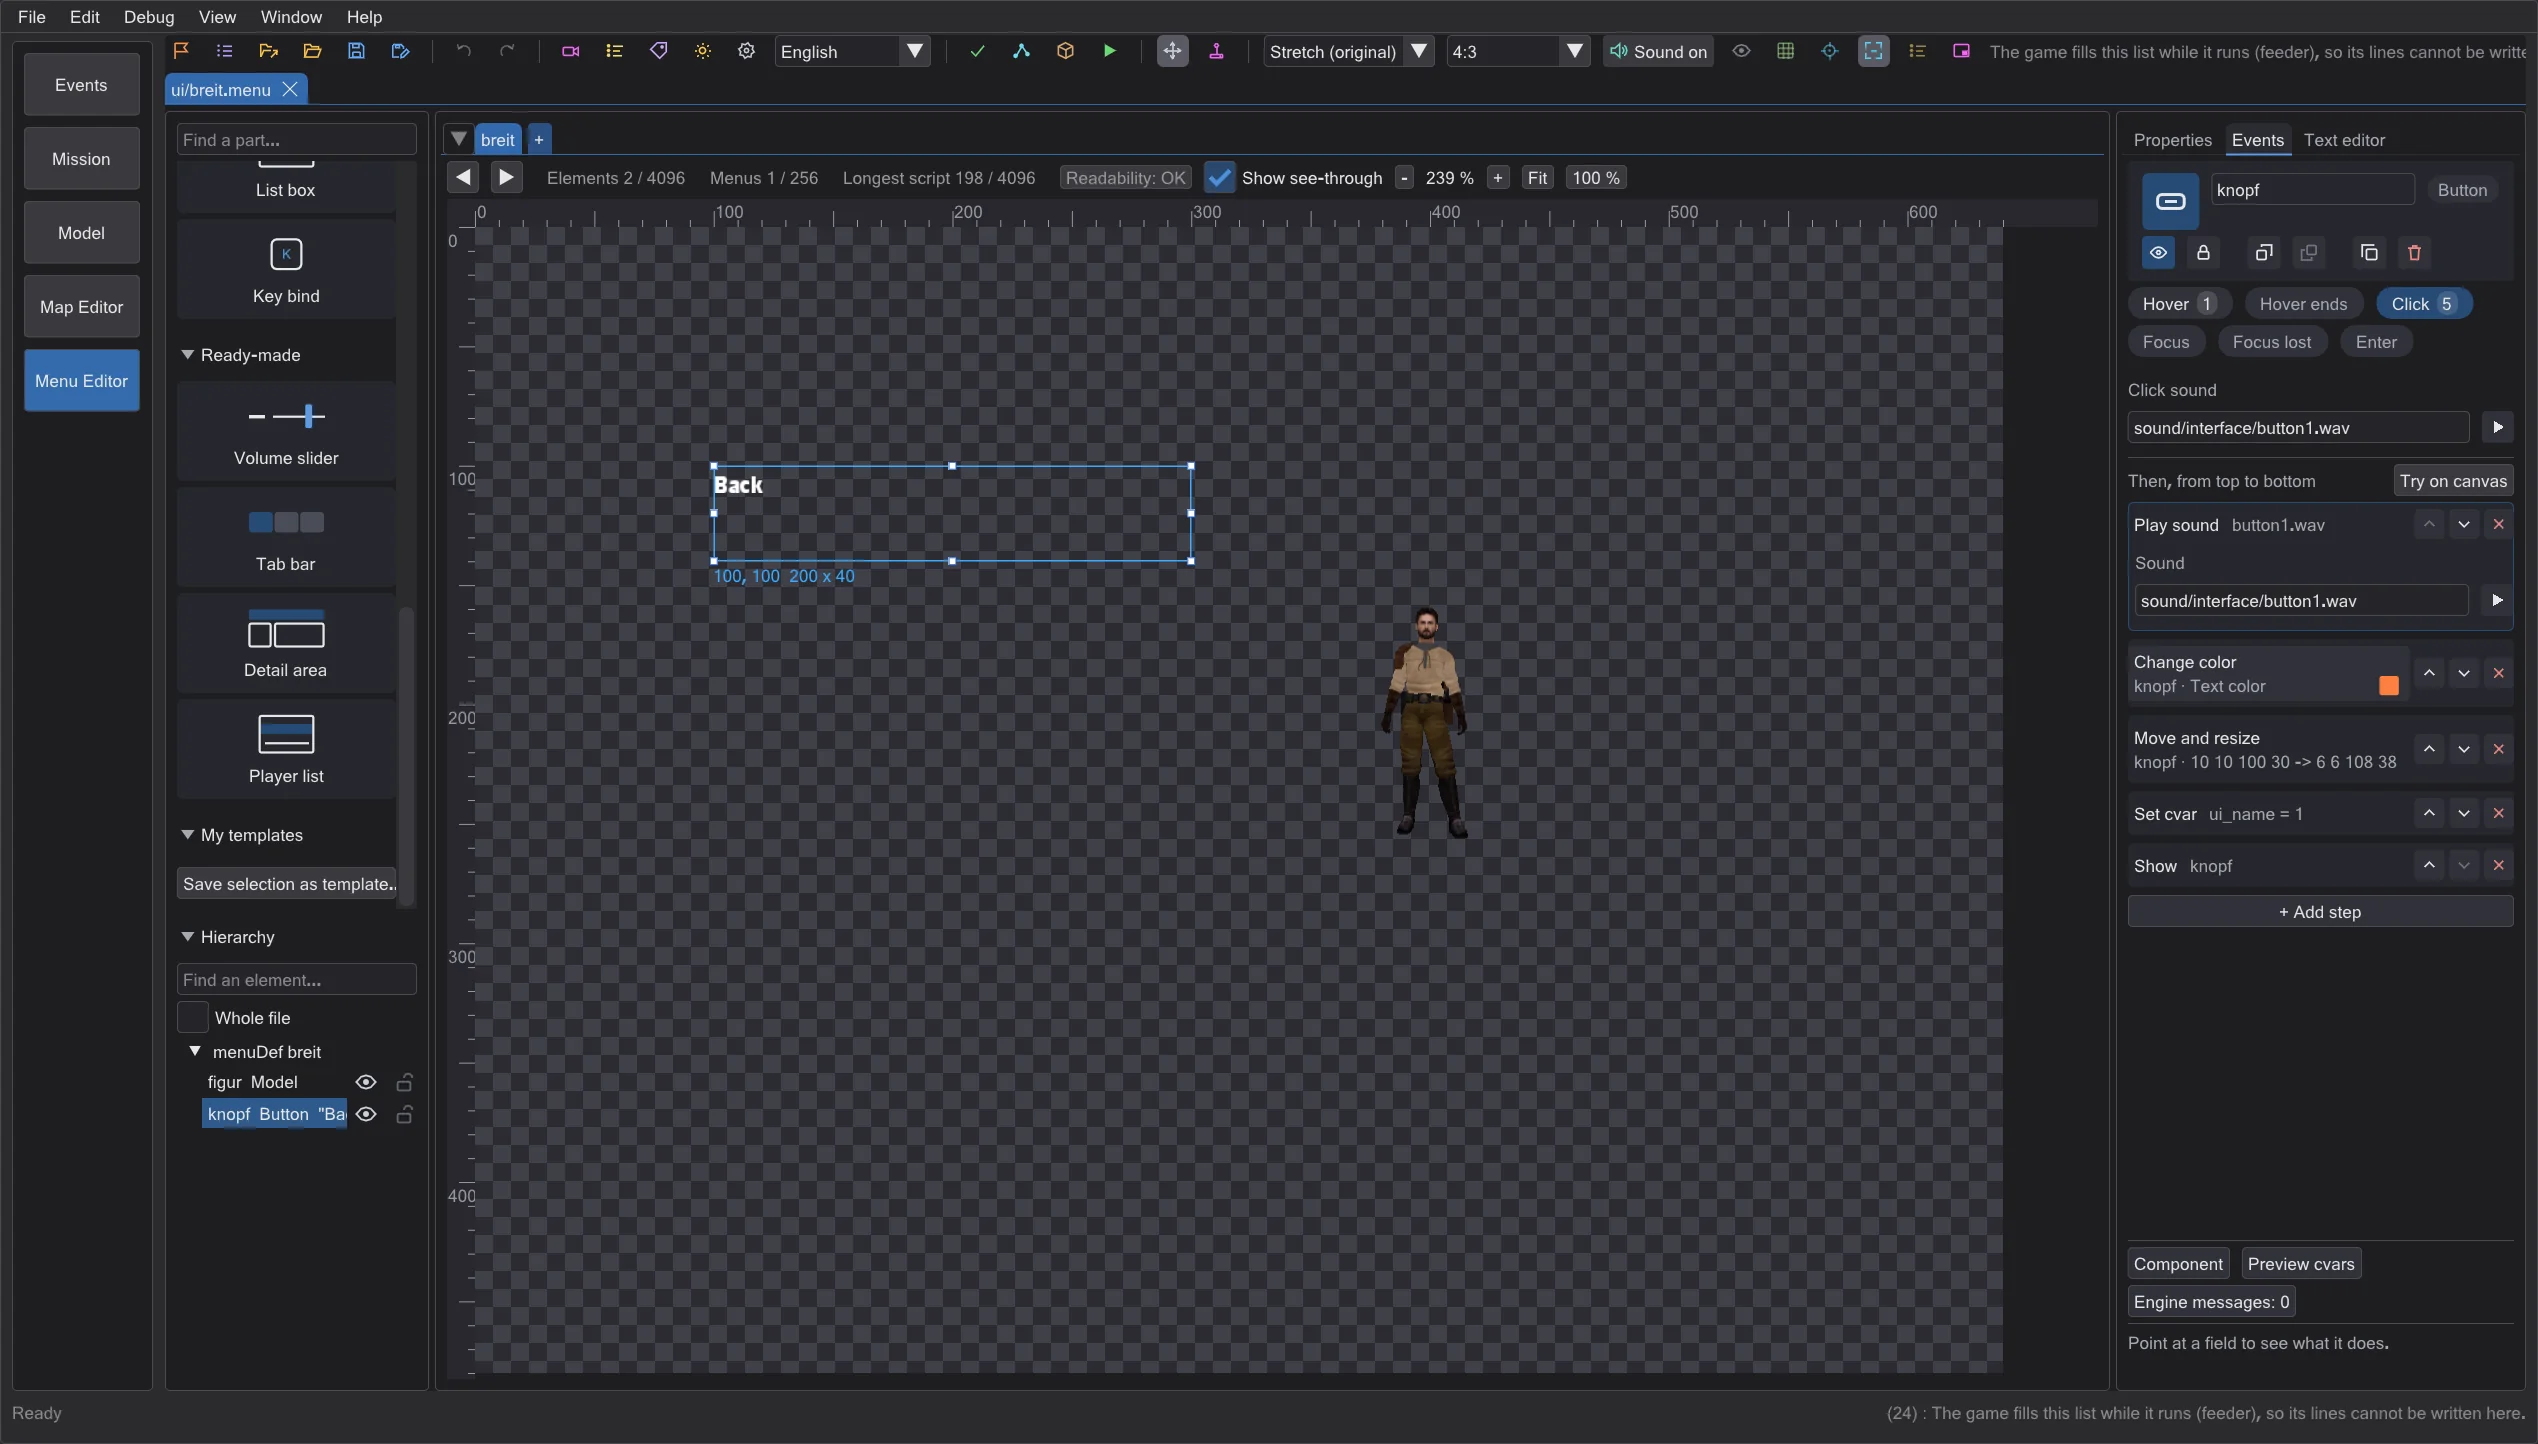 File Edit Debug View Window Help
English
Stretch (original)
4:3
Sound on
The game fills this list while it runs (feeder), so its lines cannot be
Events
Mission
Model
Map Editor
Menu Editor
ui/breit.menu
Find a part...
List box
K
Key bind
Ready-made
Volume slider
Tab bar
Detail area
Player list
My templates
Save selection as template..
Hierarchy
Find an element...
Whole file
menuDef breit
figur Model
knopf Button "Ba
breit +
Elements 2 / 4096 Menus 1 / 256 Longest script 198 / 4096 Readability: OK Show see-through - 239 % + Fit 100 %
0 100 200 300 400 500 600
0
100
200
300
400
Back
100, 100 200 x 40
Properties Events Text editor
knopf Button
Hover 1 Hover ends Click 5
Focus Focus lost Enter
Click sound
sound/interface/button1.wav
Then, from top to bottom Try on canvas
Play sound button1.wav
Sound
sound/interface/button1.wav
Change color
knopf · Text color
Move and resize
knopf · 10 10 100 30 -> 6 6 108 38
Set cvar ui_name = 1
Show knopf
+ Add step
Component Preview cvars
Engine messages: 0
Point at a field to see what it does.
Ready
(24) : The game fills this list while it runs (feeder), so its lines cannot be written here.